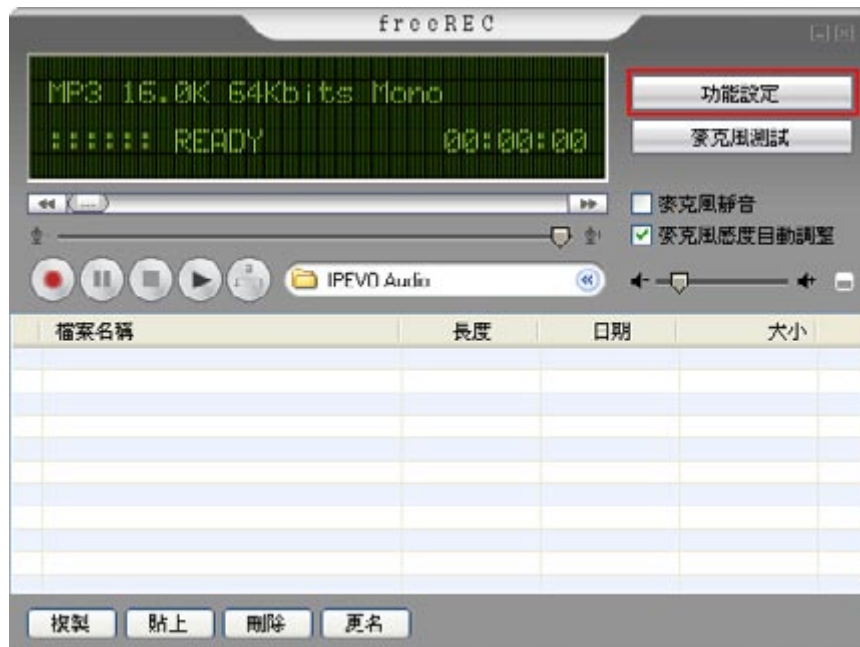 freeREC
MP3 16.0K 64Kbits Mono
:::::: READY 00:00:00
功能設定
麥克風測試
麥克風靜音
麥克風感度自動調整
IPEVO Audio
檔案名稱 長度 日期 大小
複製 貼上 刪除 更名